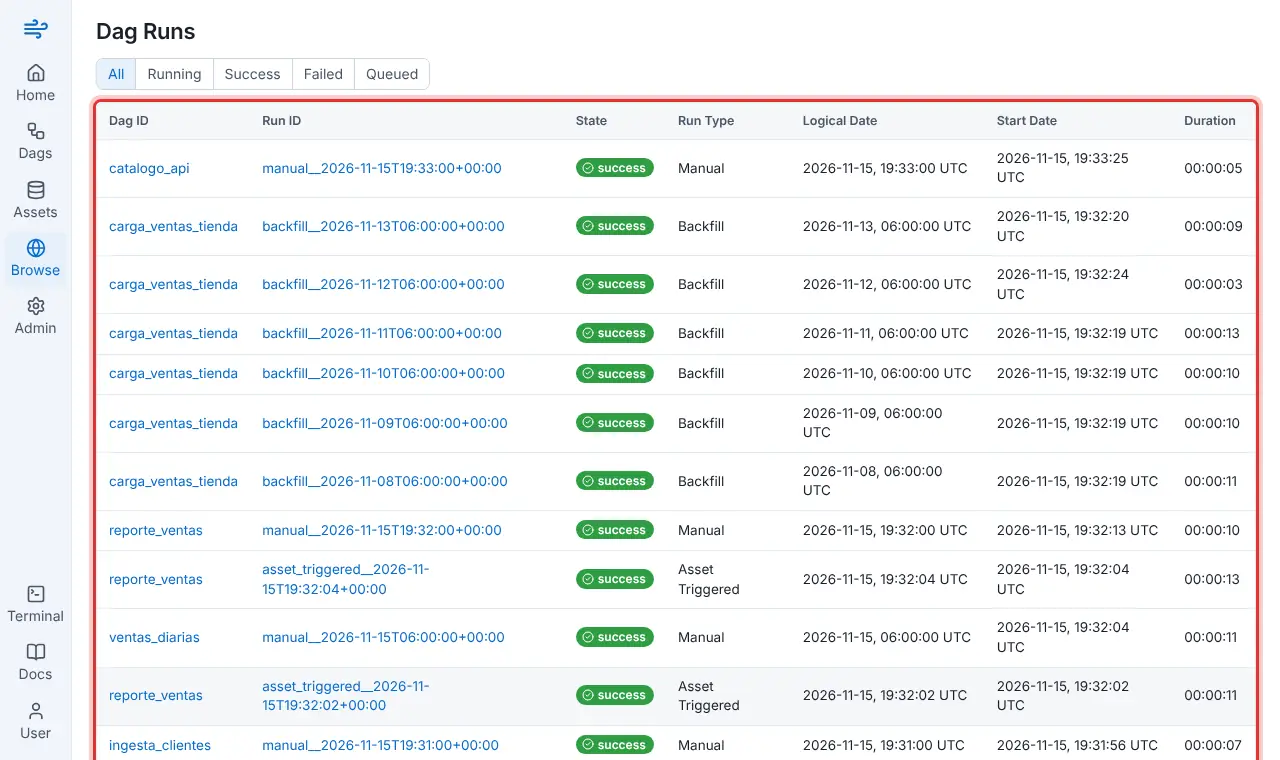 Dag Runs
Home
Dags
Assets
Browse
Admin
Terminal
Docs
User
All Running Success Failed Queued
Dag ID Run ID State Run Type Logical Date Start Date Duration
catalogo_api manual__2026-11-15T19:33:00+00:00 success Manual 2026-11-15, 19:33:00 UTC 2026-11-15, 19:33:25 UTC 00:00:05
carga_ventas_tienda backfill__2026-11-13T06:00:00+00:00 success Backfill 2026-11-13, 06:00:00 UTC 2026-11-15, 19:32:20 UTC 00:00:09
carga_ventas_tienda backfill__2026-11-12T06:00:00+00:00 success Backfill 2026-11-12, 06:00:00 UTC 2026-11-15, 19:32:24 UTC 00:00:03
carga_ventas_tienda backfill__2026-11-11T06:00:00+00:00 success Backfill 2026-11-11, 06:00:00 UTC 2026-11-15, 19:32:19 UTC 00:00:13
carga_ventas_tienda backfill__2026-11-10T06:00:00+00:00 success Backfill 2026-11-10, 06:00:00 UTC 2026-11-15, 19:32:19 UTC 00:00:10
carga_ventas_tienda backfill__2026-11-09T06:00:00+00:00 success Backfill 2026-11-09, 06:00:00 UTC 2026-11-15, 19:32:19 UTC 00:00:10
carga_ventas_tienda backfill__2026-11-08T06:00:00+00:00 success Backfill 2026-11-08, 06:00:00 UTC 2026-11-15, 19:32:19 UTC 00:00:11
reporte_ventas manual__2026-11-15T19:32:00+00:00 success Manual 2026-11-15, 19:32:00 UTC 2026-11-15, 19:32:13 UTC 00:00:10
reporte_ventas asset_triggered__2026-11-15T19:32:04+00:00 success Asset Triggered 2026-11-15, 19:32:04 UTC 2026-11-15, 19:32:04 UTC 00:00:13
ventas_diarias manual__2026-11-15T06:00:00+00:00 success Manual 2026-11-15, 06:00:00 UTC 2026-11-15, 19:32:04 UTC 00:00:11
reporte_ventas asset_triggered__2026-11-15T19:32:02+00:00 success Asset Triggered 2026-11-15, 19:32:02 UTC 2026-11-15, 19:32:02 UTC 00:00:11
ingesta_clientes manual__2026-11-15T19:31:00+00:00 success Manual 2026-11-15, 19:31:00 UTC 2026-11-15, 19:31:56 UTC 00:00:07